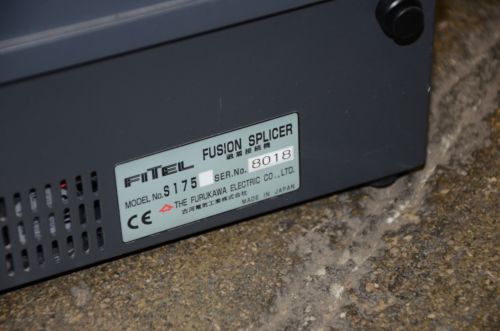 FITEL FUSION SPLICER
融着接続機
MODEL No. S175 SER. No. 8018
THE FURUKAWA ELECTRIC CO., LTD.
CE 古河電気工業株式会社 MADE IN JAPAN